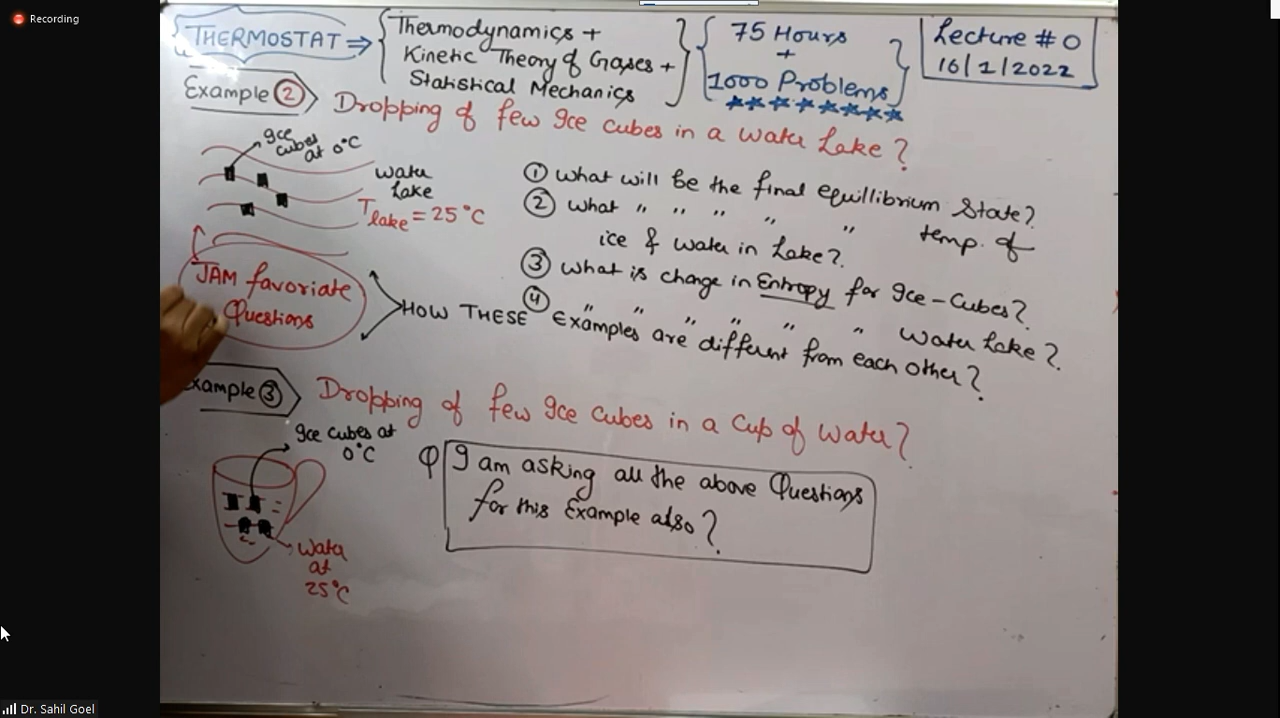 Recording
THERMOSTAT ⇒
Thermodynamics +
Kinetic Theory of Gases +
Statistical Mechanics
75 Hours
+
1000 Problems
Lecture # 0
16/1/2022
Example 2
Dropping of few Ice Cubes in a Water Lake?
Ice cubes at 0°C
Water Lake
T lake = 25°C
① What will be the final equillibrium State?
② What " " " " " temp. of
ice & water in Lake?
③ What is change in Entropy for Ice-Cubes?
④ " " " " " " Water Lake?
JAM favoriate
Questions
HOW THESE Examples are different from each other?
Example 3
Dropping of few Ice Cubes in a Cup of Water?
Ice cubes at
0°C
Water
at
25°C
Q I am asking all the above Questions
for this Example also?
Dr. Sahil Goel